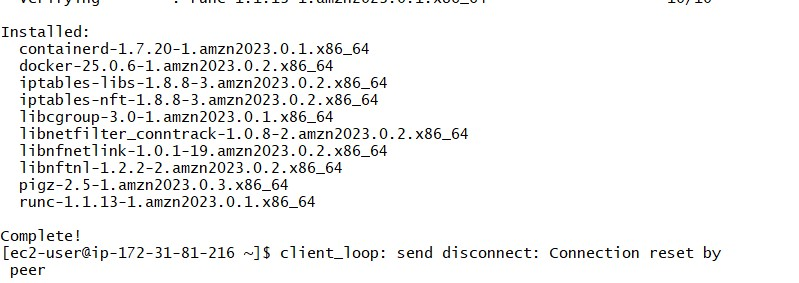 Verifying        : runc-1.1.13-1.amzn2023.0.1.x86_64                    10/10
Installed:
  containerd-1.7.20-1.amzn2023.0.1.x86_64
  docker-25.0.6-1.amzn2023.0.2.x86_64
  iptables-libs-1.8.8-3.amzn2023.0.2.x86_64
  iptables-nft-1.8.8-3.amzn2023.0.2.x86_64
  libcgroup-3.0-1.amzn2023.0.1.x86_64
  libnetfilter_conntrack-1.0.8-2.amzn2023.0.2.x86_64
  libnfnetlink-1.0.1-19.amzn2023.0.2.x86_64
  libnftnl-1.2.2-2.amzn2023.0.2.x86_64
  pigz-2.5-1.amzn2023.0.3.x86_64
  runc-1.1.13-1.amzn2023.0.1.x86_64
Complete!
[ec2-user@ip-172-31-81-216 ~]$ client_loop: send disconnect: Connection reset by
 peer